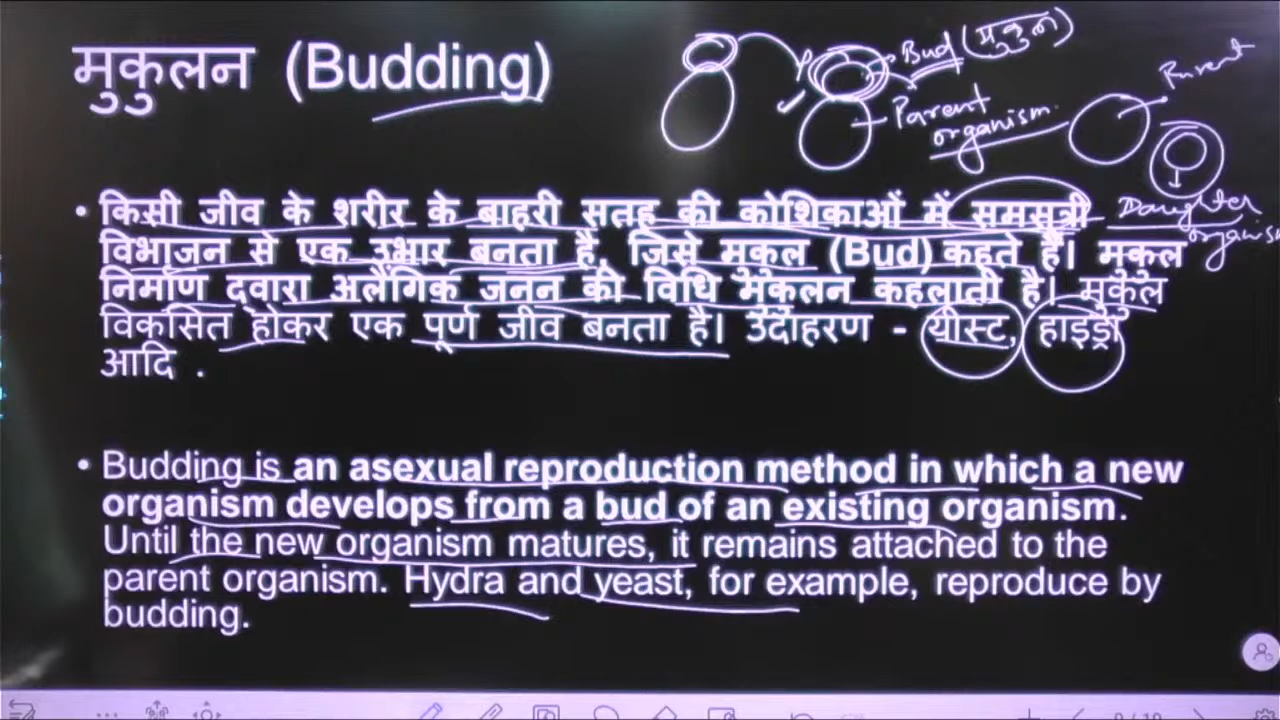 मुकुलन (Budding)
Bud (मुकुल)
Parent
organism.
Parent
Daughter
organism
• किसी जीव के शरीर के बाहरी सतह की कोशिकाओं में समसूत्री
विभाजन से एक उभार बनता है, जिसे मुकुल (Bud) कहते हैं। मुकुल
निर्माण द्वारा अलैंगिक जनन की विधि मुकुलन कहलाती है। मुकुल
विकसित होकर एक पूर्ण जीव बनता है। उदाहरण - यीस्ट, हाइड्रा
आदि .
• Budding is an asexual reproduction method in which a new
organism develops from a bud of an existing organism.
Until the new organism matures, it remains attached to the
parent organism. Hydra and yeast, for example, reproduce by
budding.